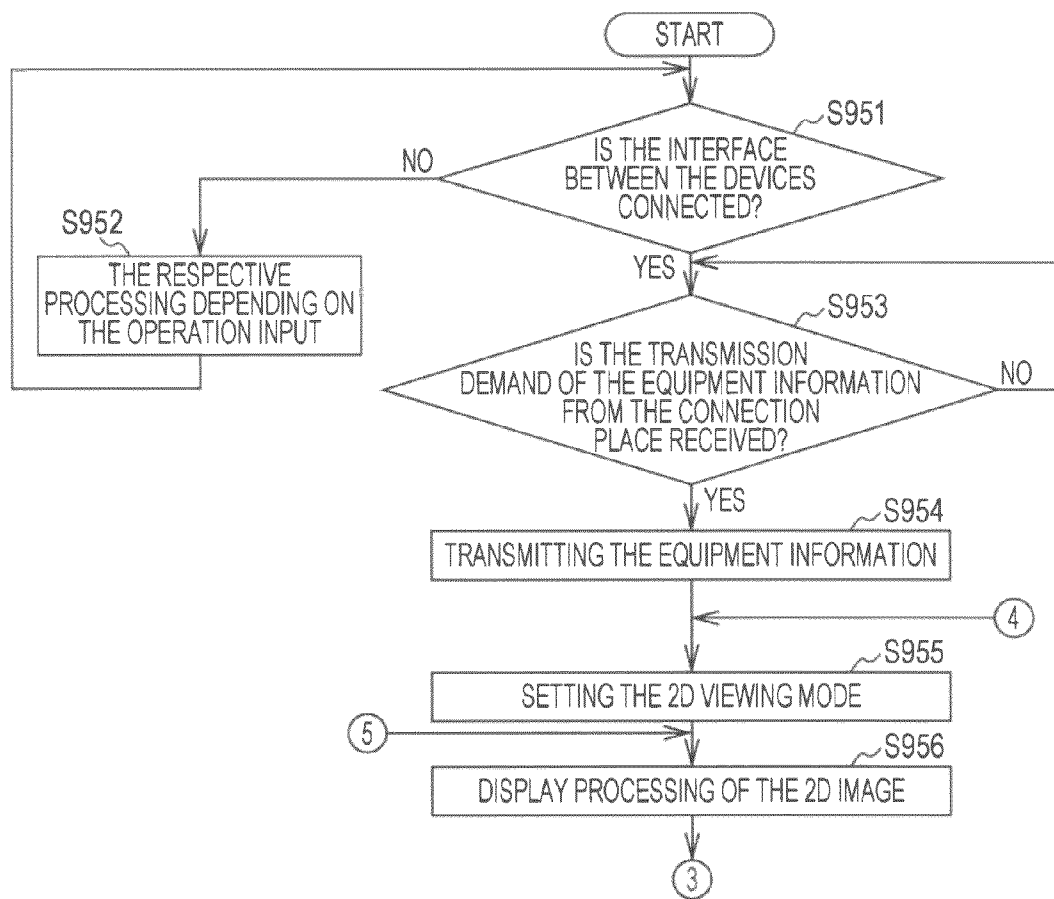 START
S951
IS THE INTERFACE
BETWEEN THE DEVICES
CONNECTED?
NO
S952
THE RESPECTIVE
PROCESSING DEPENDING ON
THE OPERATION INPUT
YES
S953
IS THE TRANSMISSION
DEMAND OF THE EQUIPMENT INFORMATION
FROM THE CONNECTION
PLACE RECEIVED?
NO
YES
S954
TRANSMITTING THE EQUIPMENT INFORMATION
4
S955
SETTING THE 2D VIEWING MODE
5
S956
DISPLAY PROCESSING OF THE 2D IMAGE
3